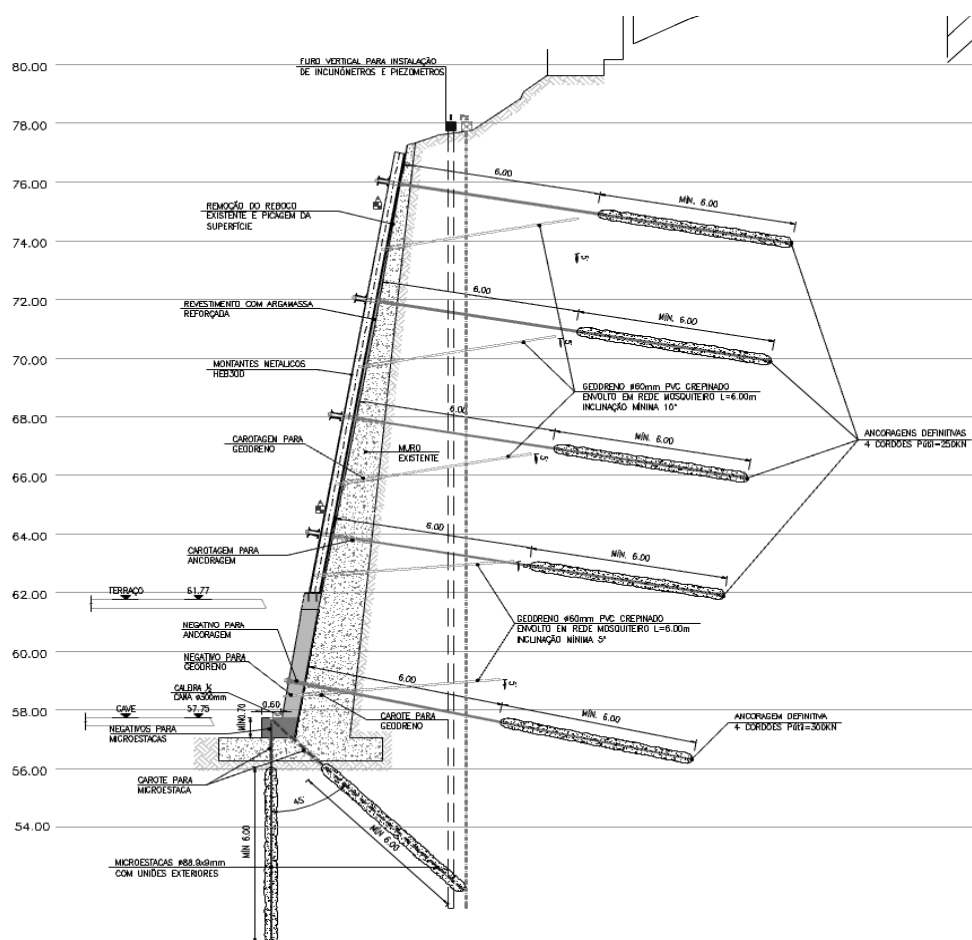 80.00
FURO VERTICAL PARA INSTALAÇÃO
DE INCLINÓMETROS E PIEZOMETROS
78.00
76.00
6.00
MÍN. 6.00
REMOÇÃO DO REBOCO
EXISTENTE E PICAGEM DA
SUPERFÍCIE
74.00
72.00
6.00
MÍN. 6.00
REVESTIMENTO COM ARGAMASSA
REFORÇADA
70.00
MONTANTES METALICOS
HEB300
GEODRENO ø60mm PVC CREPINADO
ENVOLTO EM REDE MOSQUITEIRO L=6.00m
INCLINAÇÃO MÍNIMA 10°
68.00
6.00
MÍN. 6.00
ANCORAGENS DEFINITIVAS
4 CORDÕES Pútil=250KN
CAROTAGEM PARA
GEODRENO
MURO
EXISTENTE
66.00
64.00
6.00
MÍN. 6.00
CAROTAGEM PARA
ANCORAGEM
62.00
TERRAÇO
61.77
GEODRENO ø60mm PVC CREPINADO
ENVOLTO EM REDE MOSQUITEIRO L=6.00m
INCLINAÇÃO MÍNIMA 5°
NEGATIVO PARA
ANCORAGEM
60.00
NEGATIVO PARA
GEODRENO
6.00
MÍN. 6.00
CALEIRA ½
CANA ø300mm
0.60
58.00
CAVE
57.75
MÍN0.70
NEGATIVOS PARA
MICROESTACAS
CAROTE PARA
GEODRENO
ANCORAGEM DEFINITIVA
4 CORDÕES Pútil=300KN
56.00
CAROTE PARA
MICROESTACA
45°
54.00
MÍN 6.00
MÍN 6.00
MICROESTACAS ø88.9x9mm
COM UNIÕES EXTERIORES